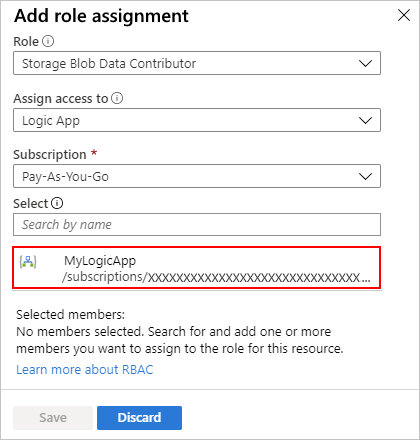 Add role assignment
Role
Storage Blob Data Contributor
Assign access to
Logic App
Subscription *
Pay-As-You-Go
Select
Search by name
MyLogicApp
/subscriptions/XXXXXXXXXXXXXXXXXXXXXXXXXXXXXX...
Selected members:
No members selected. Search for and add one or more
members you want to assign to the role for this resource.
Learn more about RBAC
Save
Discard